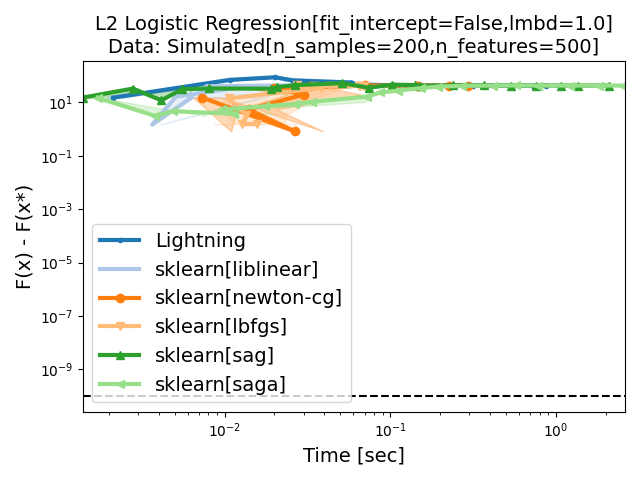 L2 Logistic Regression[fit_intercept=False,lmbd=1.0]
Data: Simulated[n_samples=200,n_features=500]
F(x) - F(x*)
10^1
10^-1
10^-3
10^-5
10^-7
10^-9
Lightning
sklearn[liblinear]
sklearn[newton-cg]
sklearn[lbfgs]
sklearn[sag]
sklearn[saga]
10^-2
10^-1
10^0
Time [sec]